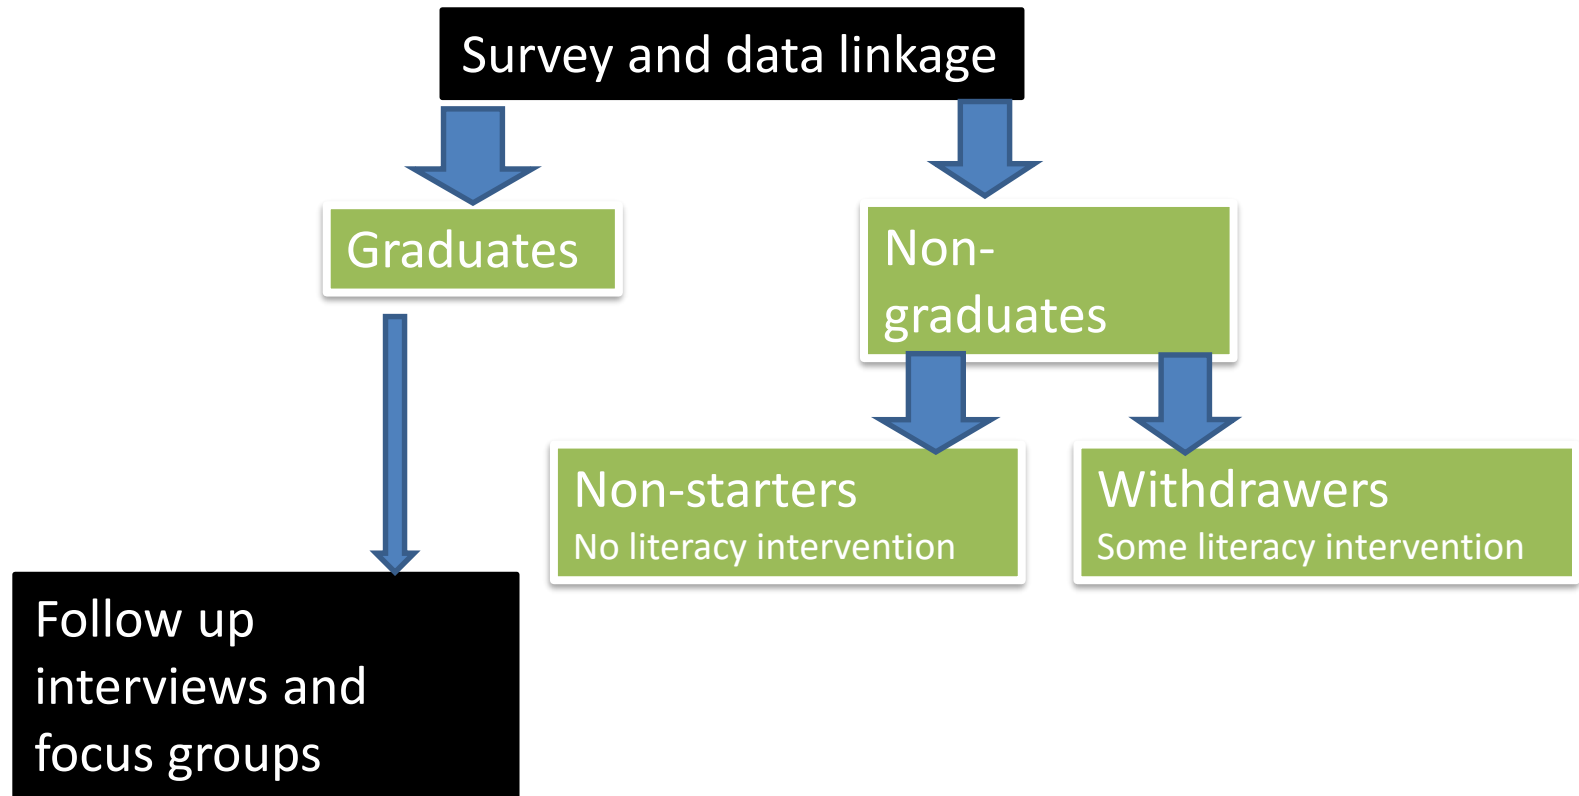 Survey and data linkage
Graduates
Non-
graduates
Non-starters
No literacy intervention
Withdrawers
Some literacy intervention
Follow up
interviews and
focus groups